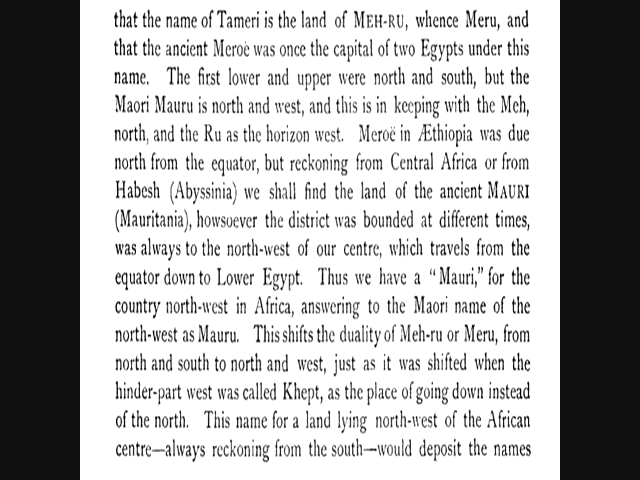 that the name of Tameri is the land of MEH-RU, whence Meru, and
that the ancient Meroë was once the capital of two Egypts under this
name. The first lower and upper were north and south, but the
Maori Mauru is north and west, and this is in keeping with the Meh,
north, and the Ru as the horizon west. Meroë in Æthiopia was due
north from the equator, but reckoning from Central Africa or from
Habesh (Abyssinia) we shall find the land of the ancient MAURI
(Mauritania), howsoever the district was bounded at different times,
was always to the north-west of our centre, which travels from the
equator down to Lower Egypt. Thus we have a “Mauri,” for the
country north-west in Africa, answering to the Maori name of the
north-west as Mauru. This shifts the duality of Meh-ru or Meru, from
north and south to north and west, just as it was shifted when the
hinder-part west was called Khept, as the place of going down instead
of the north. This name for a land lying north-west of the African
centre—always reckoning from the south—would deposit the names